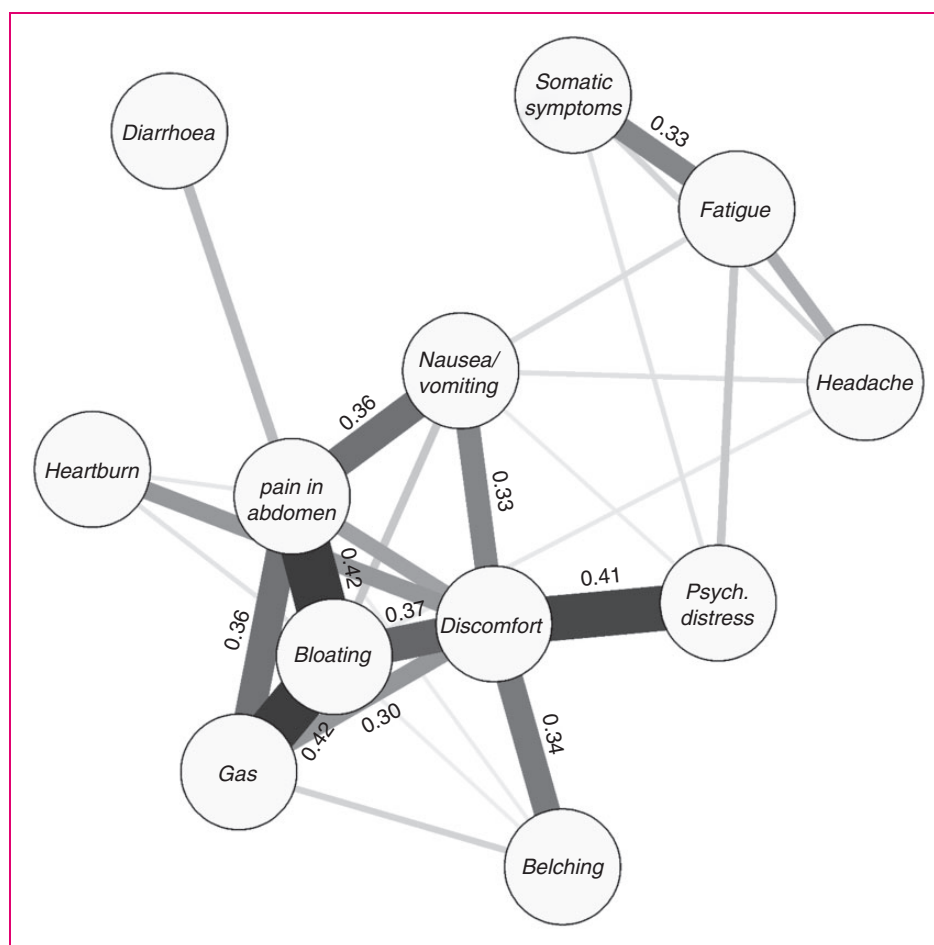 Somatic
symptoms
Diarrhoea
0.33
Fatigue
Nausea/
vomiting
Headache
0.36
Heartburn
pain in
abdomen
0.33
0.42
0.41
Psych.
distress
0.37
Discomfort
0.36
Bloating
0.30
0.42
0.34
Gas
Belching